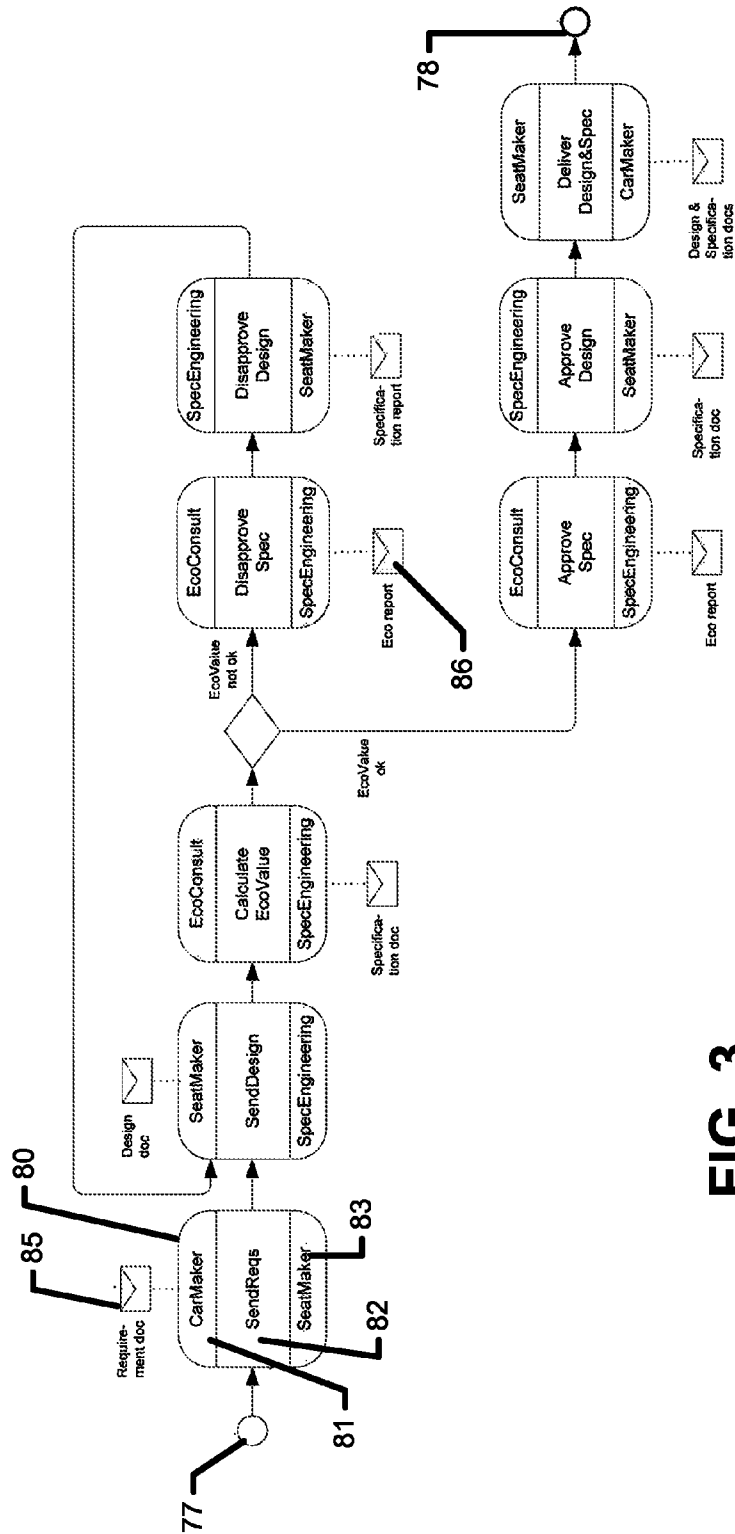 77
85
Require-
ment doc
80
CarMaker
SendReqs
SeatMaker
81
82
83
Design
doc
SeatMaker
SendDesign
SpecEngineering
EcoConsult
Calculate
EcoValue
SpecEngineering
Specifica-
tion doc
EcoValue
not ok
EcoValue
ok
EcoConsult
Disapprove
Spec
SpecEngineering
Eco report
86
SpecEngineering
Disapprove
Design
SeatMaker
Specifica-
tion report
EcoConsult
Approve
Spec
SpecEngineering
Eco report
SpecEngineering
Approve
Design
SeatMaker
Specifica-
tion doc
SeatMaker
Deliver
Design&Spec
CarMaker
Design &
Specifica-
tion docs
78
FIG. 3